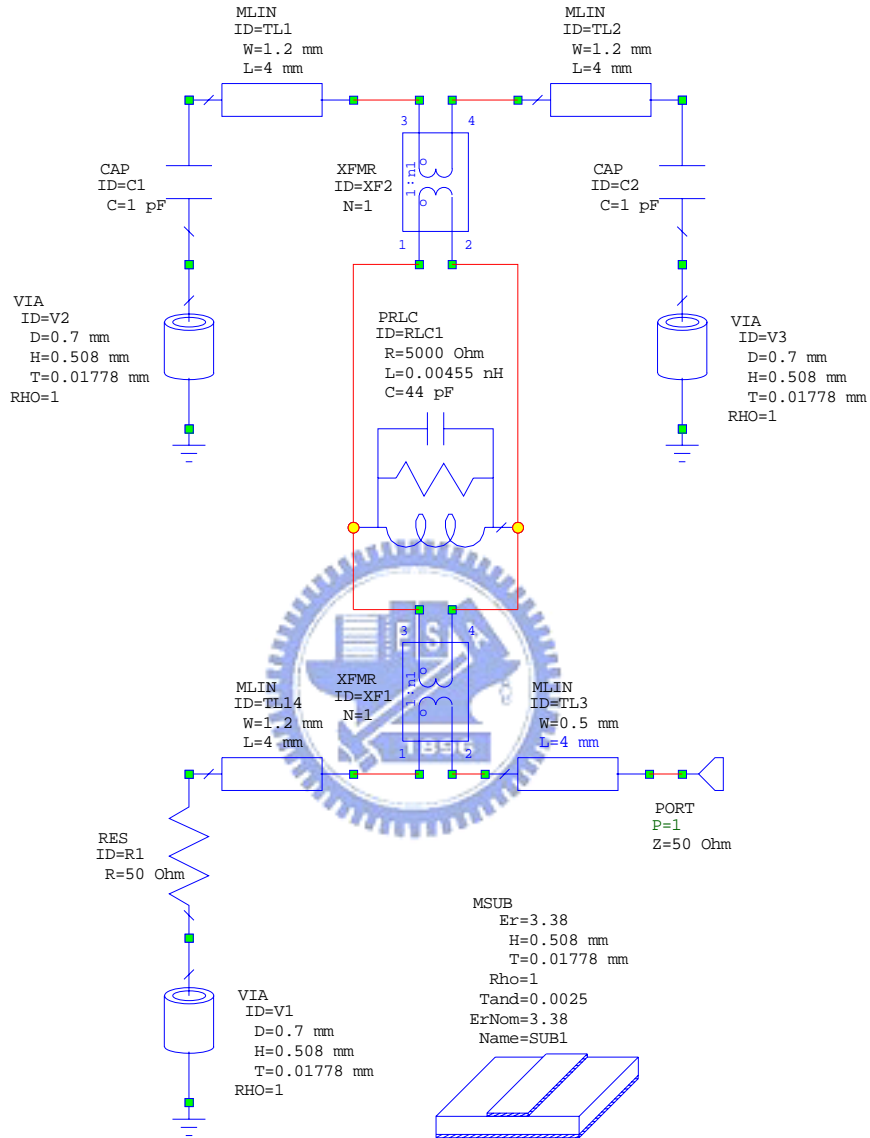 MLIN
ID=TL1
W=1.2 mm
L=4 mm
MLIN
ID=TL2
W=1.2 mm
L=4 mm
3
4
CAP
ID=C1
C=1 pF
XFMR
ID=XF2
N=1
1:n1
CAP
ID=C2
C=1 pF
1
2
VIA
ID=V2
D=0.7 mm
H=0.508 mm
T=0.01778 mm
RHO=1
PRLC
ID=RLC1
R=5000 Ohm
L=0.00455 nH
C=44 pF
VIA
ID=V3
D=0.7 mm
H=0.508 mm
T=0.01778 mm
RHO=1
3
4
MLIN
ID=TL14
W=1.2 mm
L=4 mm
XFMR
ID=XF1
N=1
1:n1
MLIN
ID=TL3
W=0.5 mm
L=4 mm
1
2
ES
1896
RES
ID=R1
R=50 Ohm
PORT
P=1
Z=50 Ohm
VIA
ID=V1
D=0.7 mm
H=0.508 mm
T=0.01778 mm
RHO=1
MSUB
Er=3.38
H=0.508 mm
T=0.01778 mm
Rho=1
Tand=0.0025
ErNom=3.38
Name=SUB1